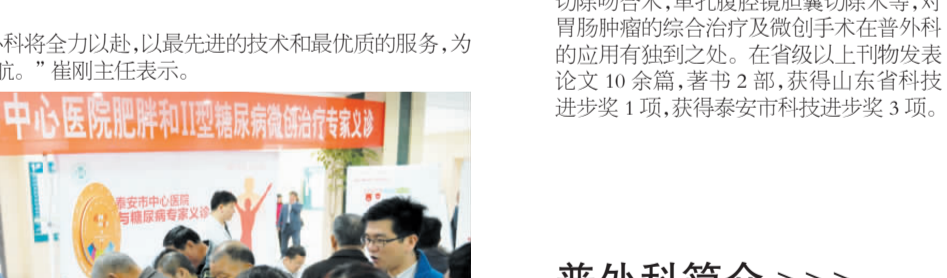 科将全力以赴,以最先进的技术和最优质的服务,为
航。”崔刚主任表示。
中心医院肥胖和II型糖尿病微创治疗专家义诊
泰安市中心医院
与糖尿病专家义诊
切除吻合术,单孔腹腔镜胆囊切除术等,对
胃肠肿瘤的综合治疗及微创手术在普外科
的应用有独到之处。在省级以上刊物发表
论文 10 余篇,著书 2 部,获得山东省科技
进步奖 1 项,获得泰安市科技进步奖 3 项。
普外科简介>>>